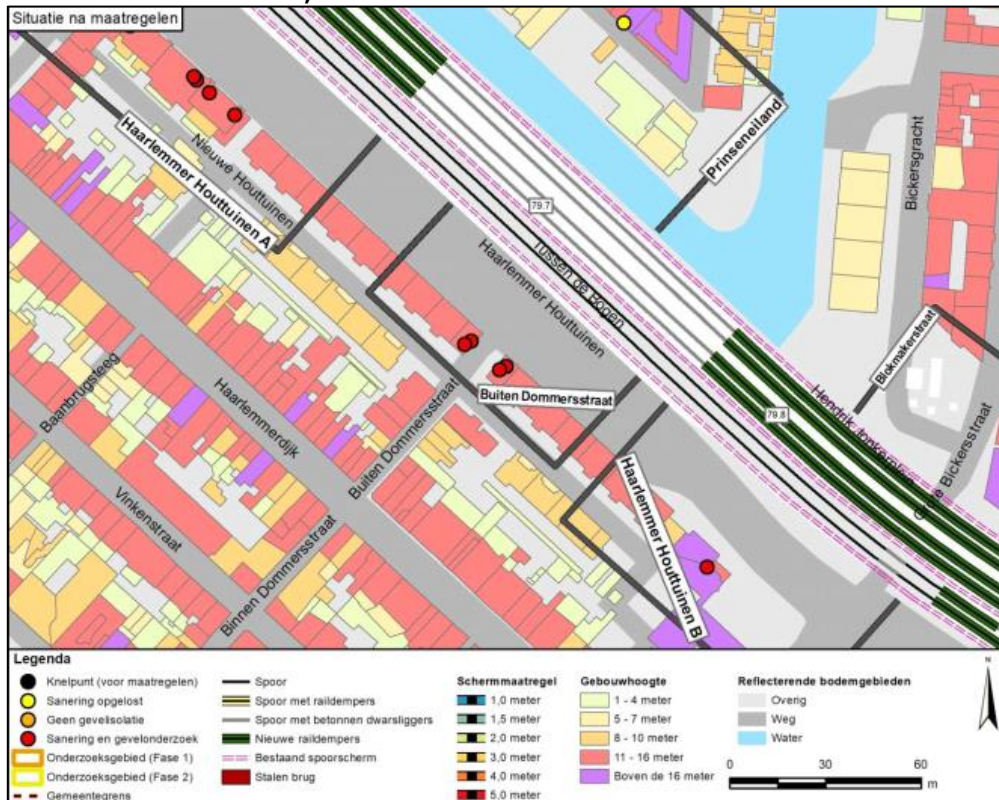 Situatie na maatregelen
Haarlemmer Houttuinen A
Nieuwe Houttuinen
Prinseneiland
Bickersgracht
79.7
Tussen de Bogen
Haarlemmer Houttuinen
Blokmakerstraat
Buiten Dommersstraat
79.8
Hendrik Jonkerplein
Grote Bickersstraat
Baanbrugsteeg
Haarlemmerdijk
Buiten Dommersstraat
Haarlemmer Houttuinen B
Vinkenstraat
Binnen Dommersstraat
Legenda
Knelpunt (voor maatregelen)
Sanering opgelost
Geen gevelisolatie
Sanering en gevelonderzoek
Onderzoeksgebied (Fase 1)
Onderzoeksgebied (Fase 2)
Gemeentegrens
Spoor
Spoor met raildempers
Spoor met betonnen dwarsliggers
Nieuwe raildempers
Bestaand spoorscherm
Stalen brug
Schermmaatregel
1,0 meter
1,5 meter
2,0 meter
3,0 meter
4,0 meter
5,0 meter
Gebouwhoogte
1 - 4 meter
5 - 7 meter
8 - 10 meter
11 - 16 meter
Boven de 16 meter
Reflecterende bodemgebieden
Overig
Weg
Water
N
0 30 60
m